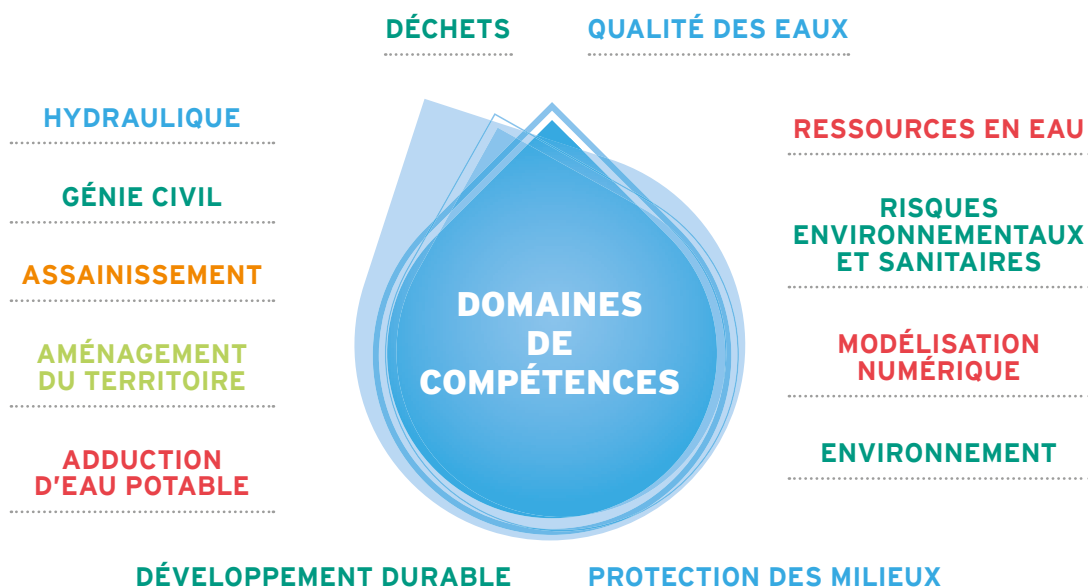 DÉCHETS
QUALITÉ DES EAUX
HYDRAULIQUE
GÉNIE CIVIL
ASSAINISSEMENT
AMÉNAGEMENT
DU TERRITOIRE
ADDUCTION
D'EAU POTABLE
DOMAINES
DE
COMPÉTENCES
RESSOURCES EN EAU
RISQUES
ENVIRONNEMENTAUX
ET SANITAIRES
MODÉLISATION
NUMÉRIQUE
ENVIRONNEMENT
DÉVELOPPEMENT DURABLE
PROTECTION DES MILIEUX